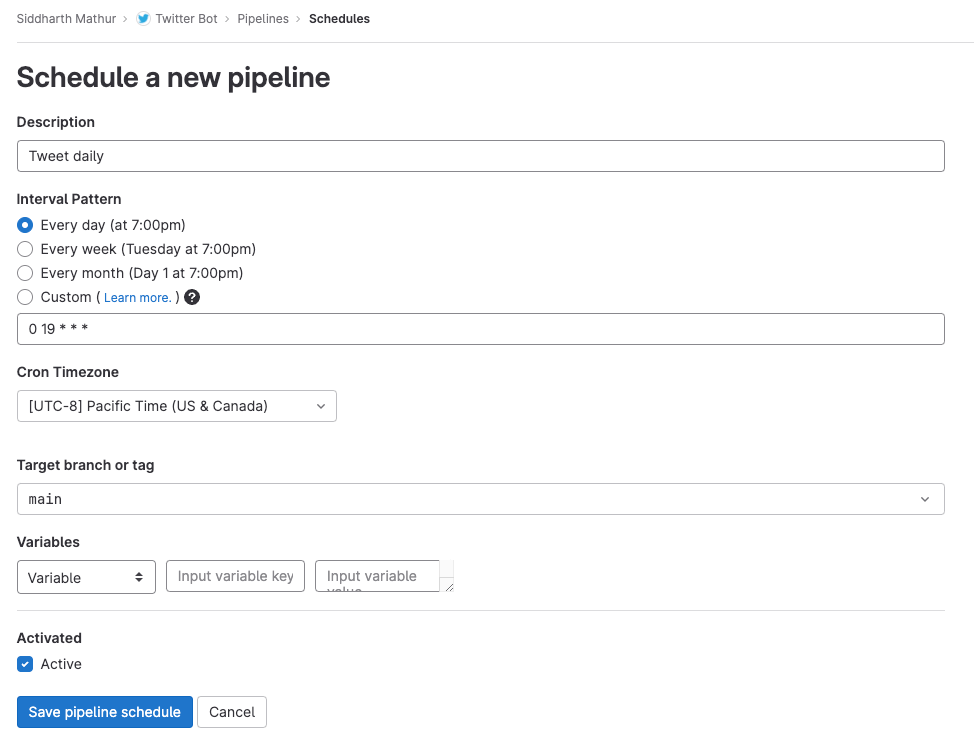 Siddharth Mathur > Twitter Bot > Pipelines > Schedules
Schedule a new pipeline
Description
Tweet daily
Interval Pattern
Every day (at 7:00pm)
Every week (Tuesday at 7:00pm)
Every month (Day 1 at 7:00pm)
Custom ( Learn more. ) ?
0 19 * * *
Cron Timezone
[UTC-8] Pacific Time (US & Canada)
Target branch or tag
main
Variables
Variable Input variable key Input variable
value
Activated
Active
Save pipeline schedule Cancel